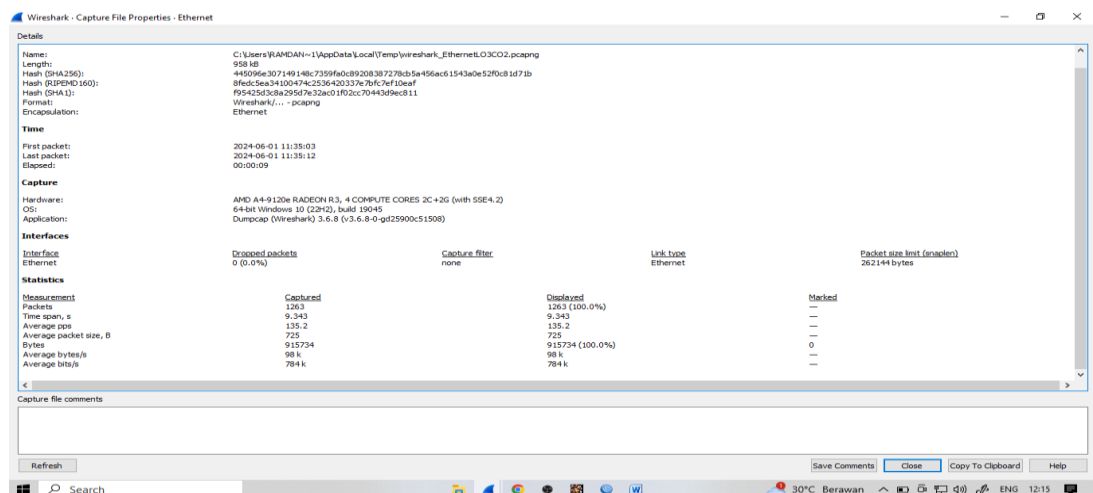 Wireshark · Capture File Properties · Ethernet
Details
Name: C:\Users\RAMDAN~1\AppData\Local\Temp\wireshark_EthernetLO3CO2.pcapng
Length: 958 kB
Hash (SHA256): 445096e307149148c7359fa0c89208387278cb5a456ac61543a0e52f0c81d71b
Hash (RIPEMD160): 8fedc5ea34100474c2536420337e7bfc7ef10eaf
Hash (SHA1): f95425d3c8a295d7e32ac01f02cc70443d9ec811
Format: Wireshark/... - pcapng
Encapsulation: Ethernet
Time
First packet: 2024-06-01 11:35:03
Last packet: 2024-06-01 11:35:12
Elapsed: 00:00:09
Capture
Hardware: AMD A4-9120e RADEON R3, 4 COMPUTE CORES 2C+2G (with SSE4.2)
OS: 64-bit Windows 10 (22H2), build 19045
Application: Dumpcap (Wireshark) 3.6.8 (v3.6.8-0-gd25900c51508)
Interfaces
Interface Dropped packets Capture filter Link type Packet size limit (snaplen)
Ethernet 0 (0.0%) none Ethernet 262144 bytes
Statistics
Measurement Captured Displayed Marked
Packets 1263 1263 (100.0%) —
Time span, s 9.343 9.343 —
Average pps 135.2 135.2 —
Average packet size, B 725 725 —
Bytes 915734 915734 (100.0%) 0
Average bytes/s 98 k 98 k —
Average bits/s 784 k 784 k —
Capture file comments
Refresh Save Comments Close Copy To Clipboard Help
Search 30°C Berawan ENG 12:15